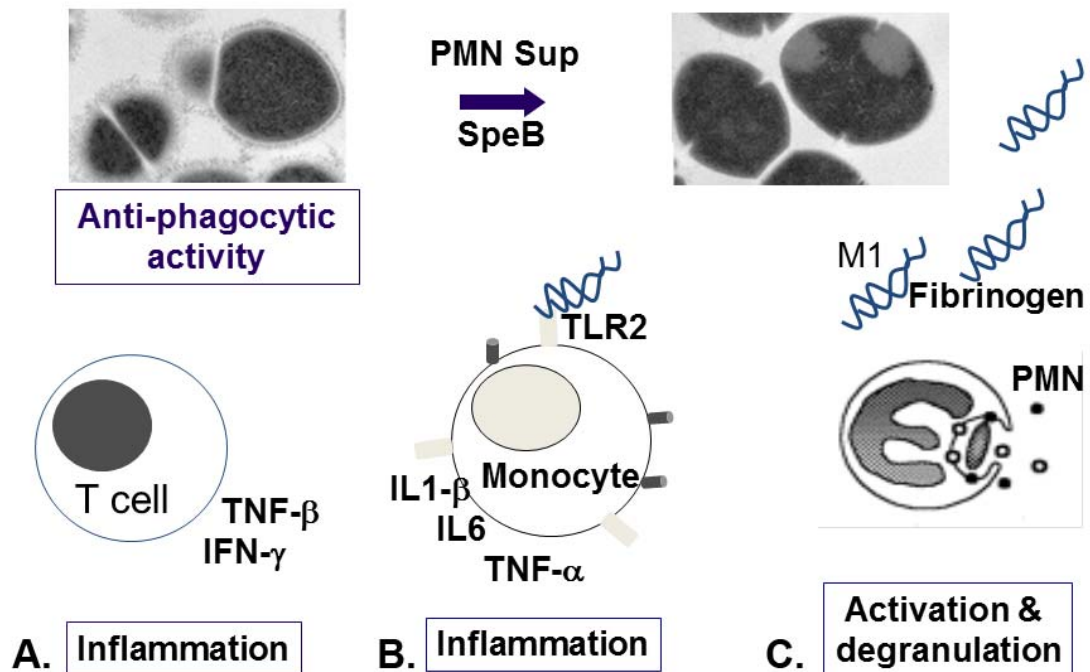 PMN Sup
SpeB
Anti-phagocytic
activity
M1
Fibrinogen
TLR2
PMN
T cell
TNF-β
IFN-γ
Monocyte
IL1-β
IL6
TNF-α
A. Inflammation
B. Inflammation
C. Activation &
degranulation